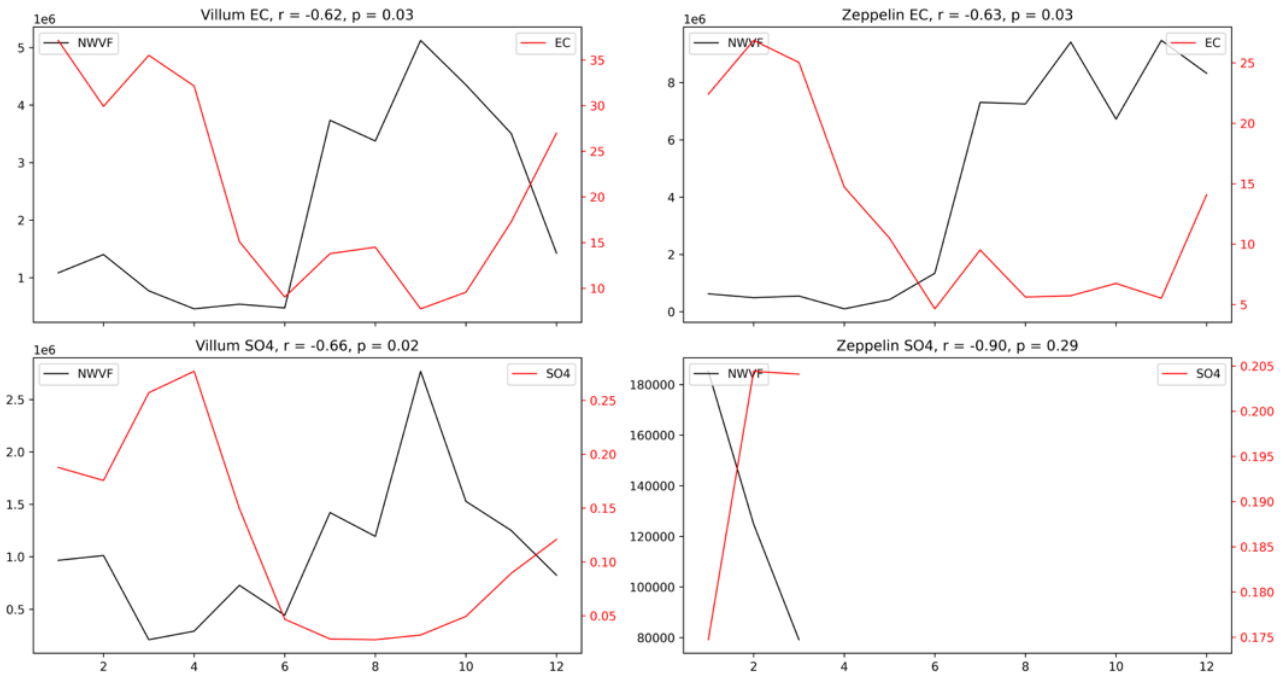 Villum EC, r = -0.62, p = 0.03
1e6
NWVF
EC
5
4
3
2
1
35
30
25
20
15
10
Zeppelin EC, r = -0.63, p = 0.03
1e6
NWVF
EC
8
6
4
2
0
25
20
15
10
5
Villum SO4, r = -0.66, p = 0.02
1e6
NWVF
SO4
2.5
2.0
1.5
1.0
0.5
0.25
0.20
0.15
0.10
0.05
2 4 6 8 10 12
Zeppelin SO4, r = -0.90, p = 0.29
NWVF
SO4
180000
160000
140000
120000
100000
80000
0.205
0.200
0.195
0.190
0.185
0.180
0.175
2 4 6 8 10 12